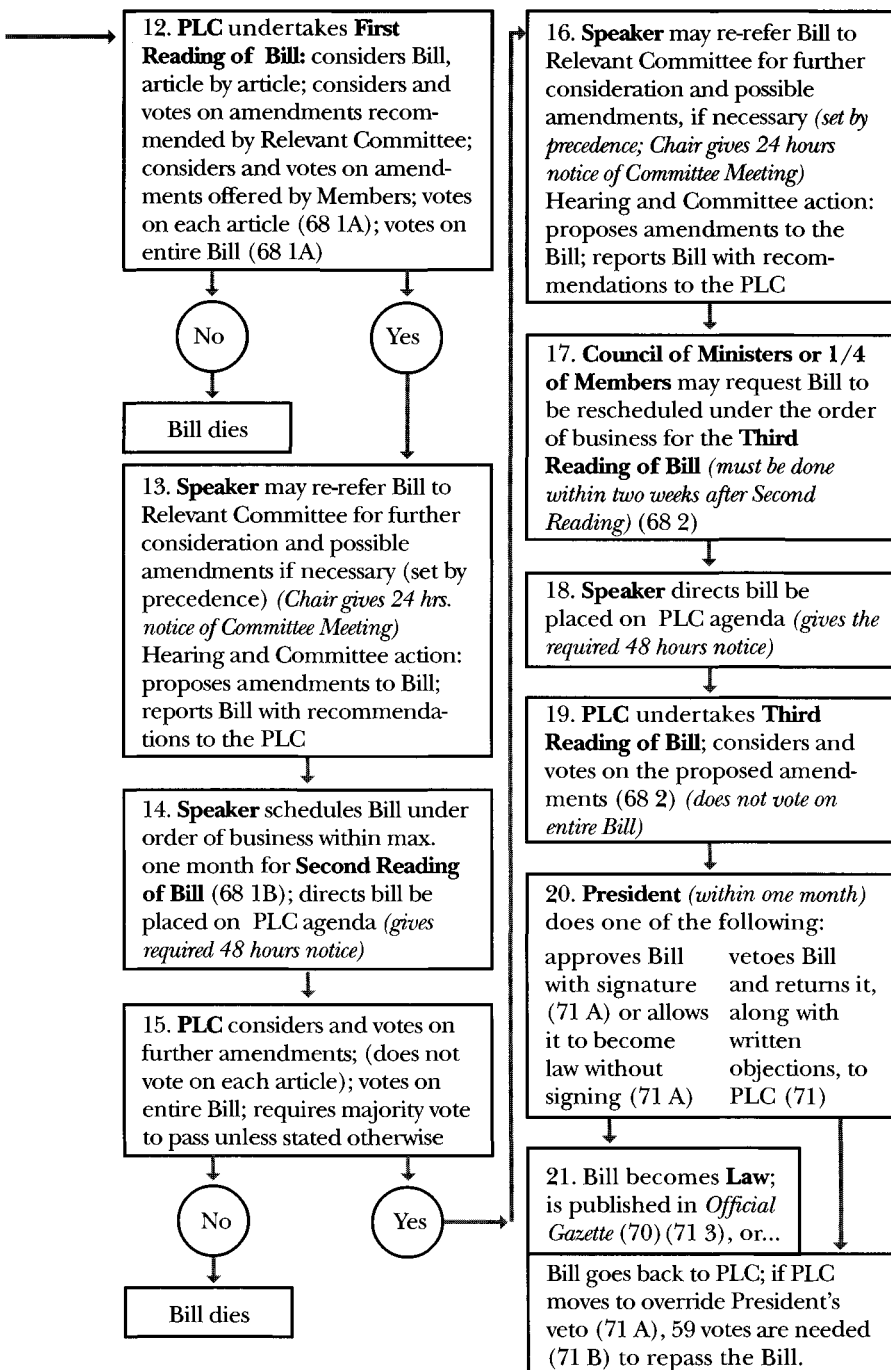 12. PLC undertakes First
Reading of Bill: considers Bill,
article by article; considers and
votes on amendments recom-
mended by Relevant Committee;
considers and votes on amend-
ments offered by Members; votes
on each article (68 1A); votes on
entire Bill (68 1A)
No
Yes
Bill dies
13. Speaker may re-refer Bill to
Relevant Committee for further
consideration and possible
amendments if necessary (set by
precedence) (Chair gives 24 hrs.
notice of Committee Meeting)
Hearing and Committee action:
proposes amendments to Bill;
reports Bill with recommenda-
tions to the PLC
14. Speaker schedules Bill under
order of business within max.
one month for Second Reading
of Bill (68 1B); directs bill be
placed on PLC agenda (gives
required 48 hours notice)
15. PLC considers and votes on
further amendments; (does not
vote on each article); votes on
entire Bill; requires majority vote
to pass unless stated otherwise
No
Yes
Bill dies
16. Speaker may re-refer Bill to
Relevant Committee for further
consideration and possible
amendments, if necessary (set by
precedence; Chair gives 24 hours
notice of Committee Meeting)
Hearing and Committee action:
proposes amendments to the
Bill; reports Bill with recom-
mendations to the PLC
17. Council of Ministers or 1/4
of Members may request Bill to
be rescheduled under the order
of business for the Third
Reading of Bill (must be done
within two weeks after Second
Reading) (68 2)
18. Speaker directs bill be
placed on PLC agenda (gives the
required 48 hours notice)
19. PLC undertakes Third
Reading of Bill; considers and
votes on the proposed amend-
ments (68 2) (does not vote on
entire Bill)
20. President (within one month)
does one of the following:
approves Bill
with signature
(71 A) or allows
it to become
law without
signing (71 A)
vetoes Bill
and returns it,
along with
written
objections, to
PLC (71)
21. Bill becomes Law;
is published in Official
Gazette (70) (71 3), or...
Bill goes back to PLC; if PLC
moves to override President's
veto (71 A), 59 votes are needed
(71 B) to repass the Bill.